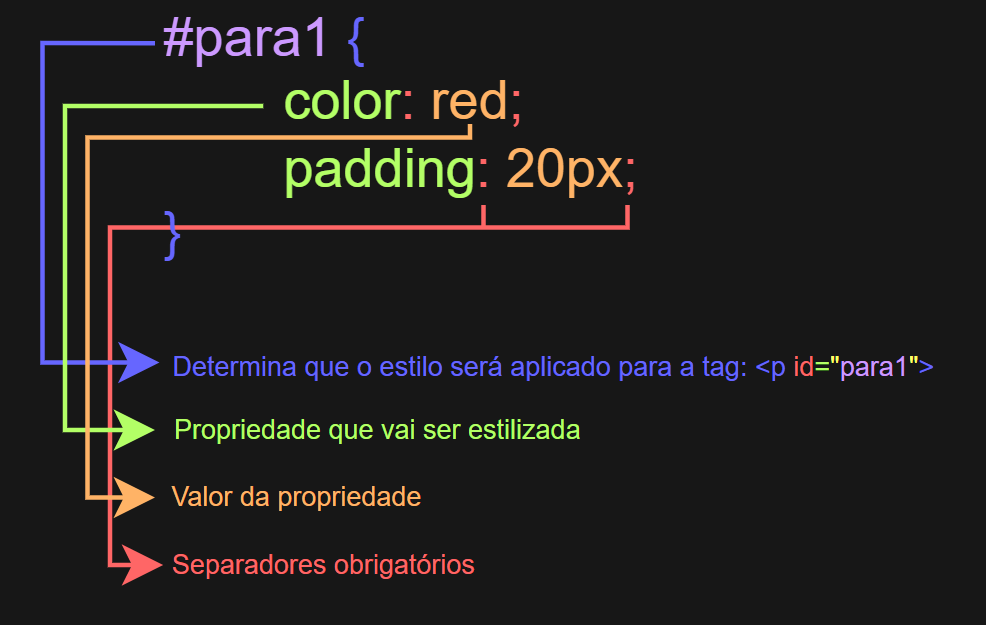 #para1 {
color: red;
padding: 20px;
}
Determina que o estilo será aplicado para a tag: <p id="para1">
Propriedade que vai ser estilizada
Valor da propriedade
Separadores obrigatórios